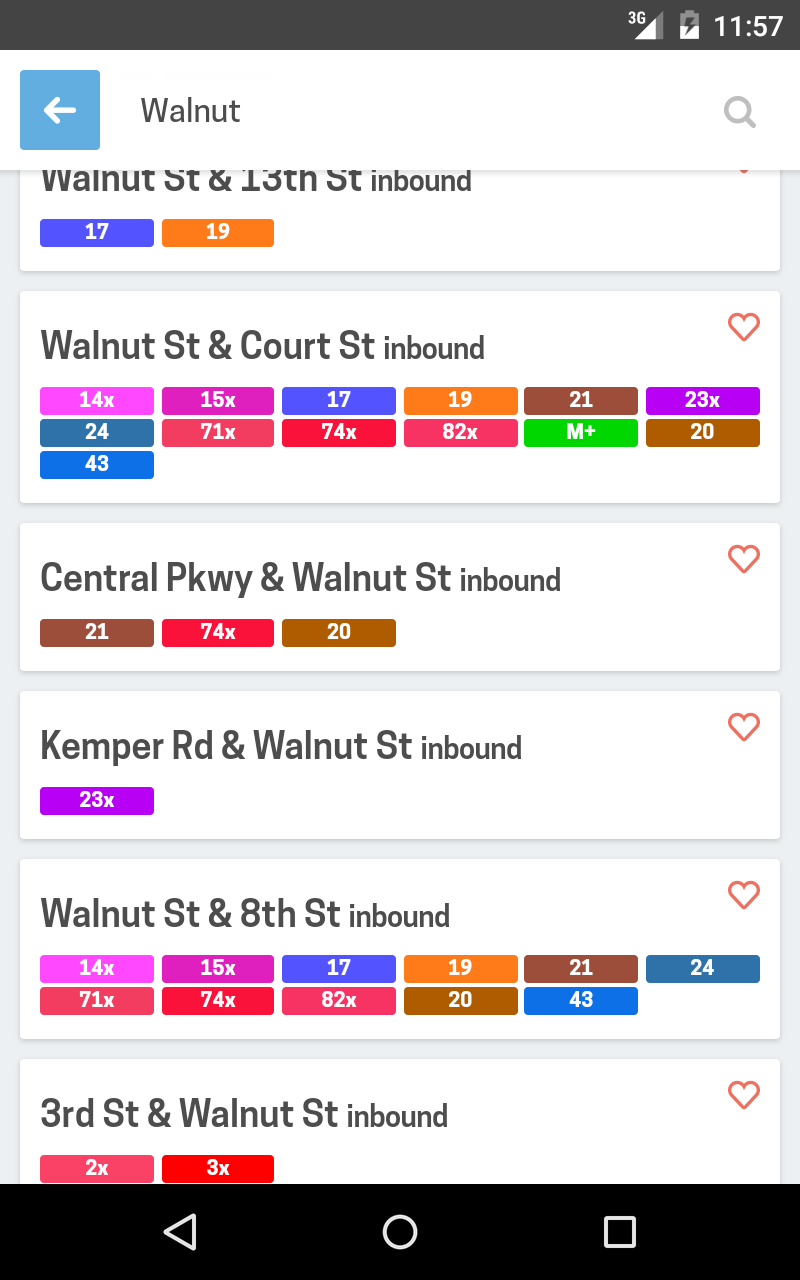 3G 11:57
Walnut
Walnut St & 13th St inbound
17 19
Walnut St & Court St inbound
14x 15x 17 19 21 23x
24 71x 74x 82x M+ 20
43
Central Pkwy & Walnut St inbound
21 74x 20
Kemper Rd & Walnut St inbound
23x
Walnut St & 8th St inbound
14x 15x 17 19 21 24
71x 74x 82x 20 43
3rd St & Walnut St inbound
2x 3x